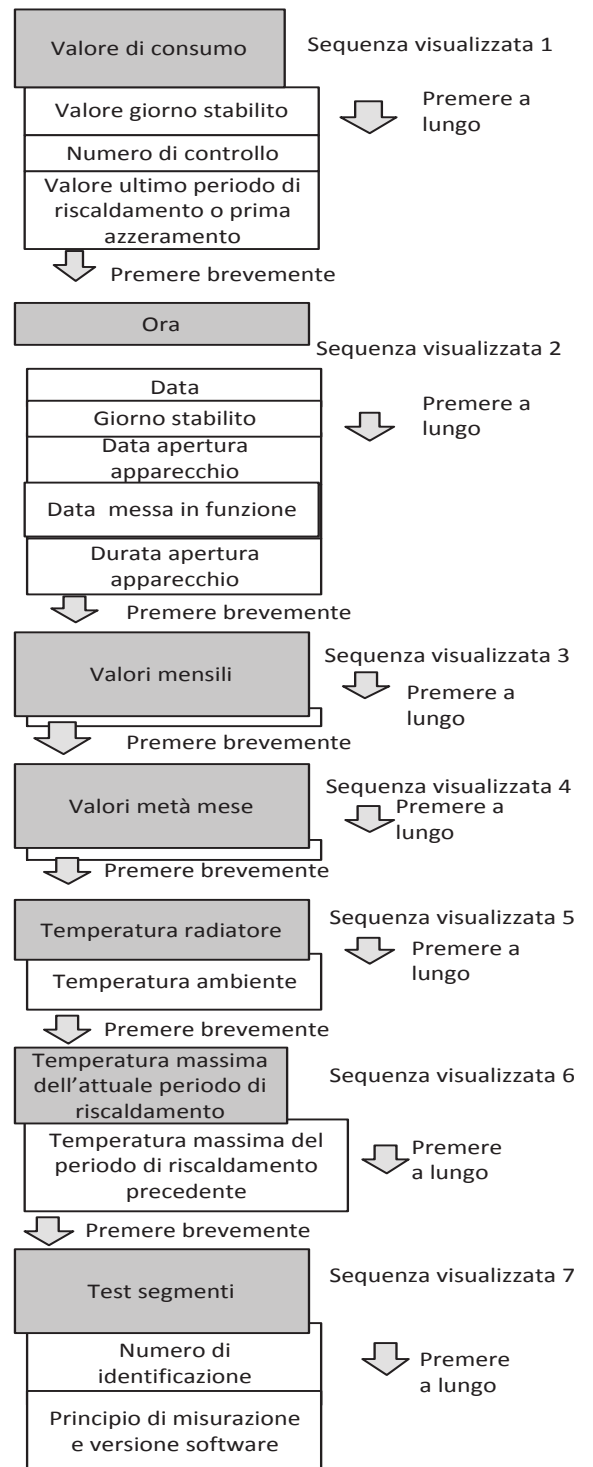 Valore di consumo
Sequenza visualizzata 1
Valore giorno stabilito
Premere a
lungo
Numero di controllo
Valore ultimo periodo di
riscaldamento o prima
azzeramento
Premere brevemente
Ora
Sequenza visualizzata 2
Data
Premere a
lungo
Giorno stabilito
Data apertura
apparecchio
Data messa in funzione
Durata apertura
apparecchio
Premere brevemente
Valori mensili
Sequenza visualizzata 3
Premere a
lungo
Premere brevemente
Valori metà mese
Sequenza visualizzata 4
Premere a
lungo
Premere brevemente
Temperatura radiatore
Sequenza visualizzata 5
Premere a
lungo
Temperatura ambiente
Premere brevemente
Temperatura massima
dell’attuale periodo di
riscaldamento
Sequenza visualizzata 6
Temperatura massima del
periodo di riscaldamento
precedente
Premere
a lungo
Premere brevemente
Test segmenti
Sequenza visualizzata 7
Numero di
identificazione
Premere
a lungo
Principio di misurazione
e versione software